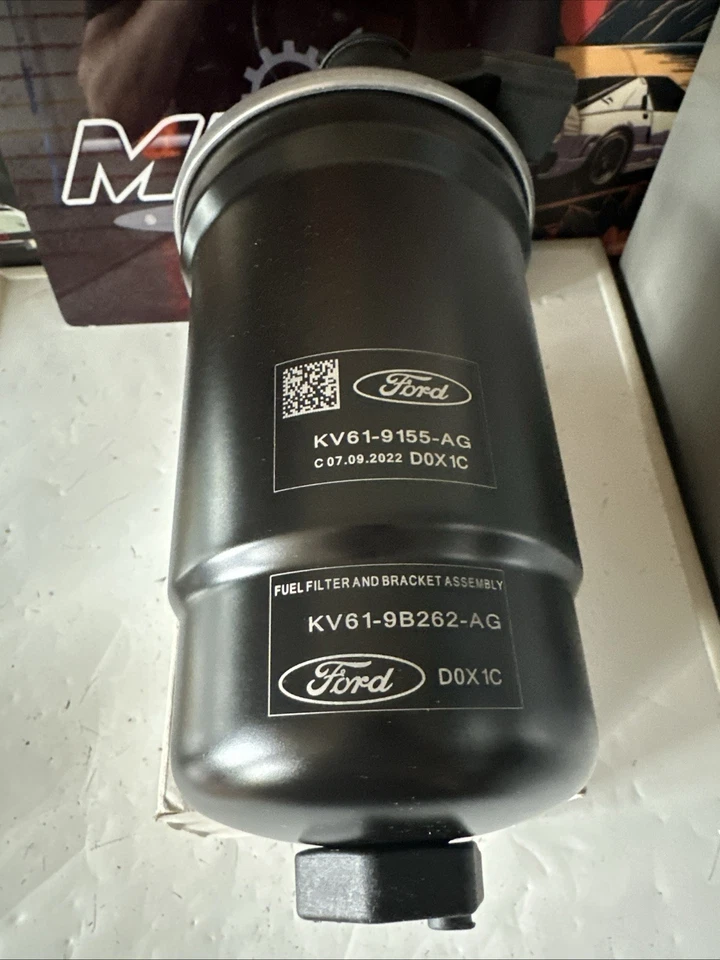 Ford
KV61-9155-AG
C 07.09.2022 D0X1C
FUEL FILTER AND BRACKET ASSEMBLY
KV61-9B262-AG
Ford D0X1C